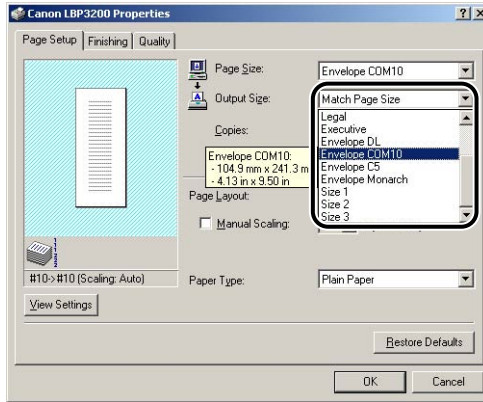 Canon LBP3200 Properties
Page Setup
Finishing
Quality
Page Size:
Envelope COM10
Output Size:
Match Page Size
Legal
Executive
Envelope DL
Envelope COM10
Envelope C5
Envelope Monarch
Size 1
Size 2
Size 3
Copies:
Envelope COM10:
- 104.9 mm x 241.3 m
- 4.13 in x 9.50 in
Page Layout:
Manual Scaling:
#10->#10 (Scaling: Auto)
Paper Type:
Plain Paper
View Settings
Restore Defaults
OK
Cancel